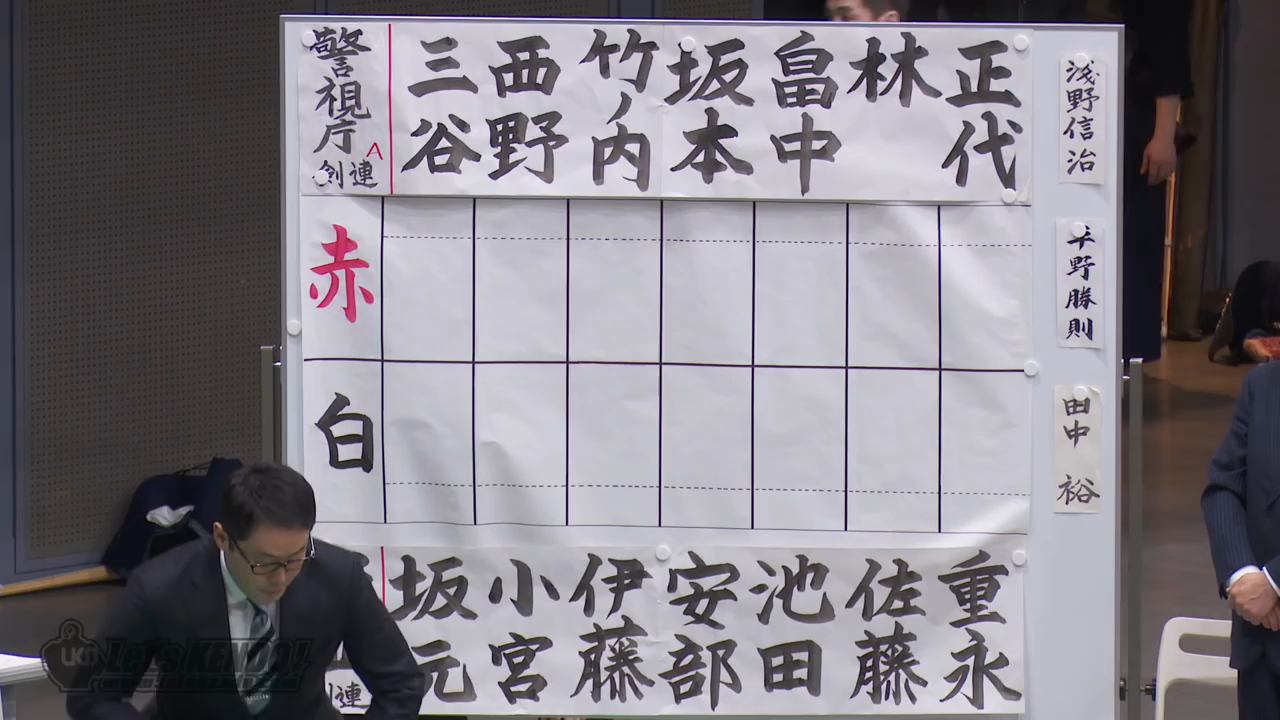 警視庁
A
剣連
三谷
西野
竹ノ内
坂本
畠中
林
正代
赤
白
坂元
小宮
伊藤
安部
池田
佐藤
重永
連
浅野信治
平野勝則
田中 裕
Let's KENDO!